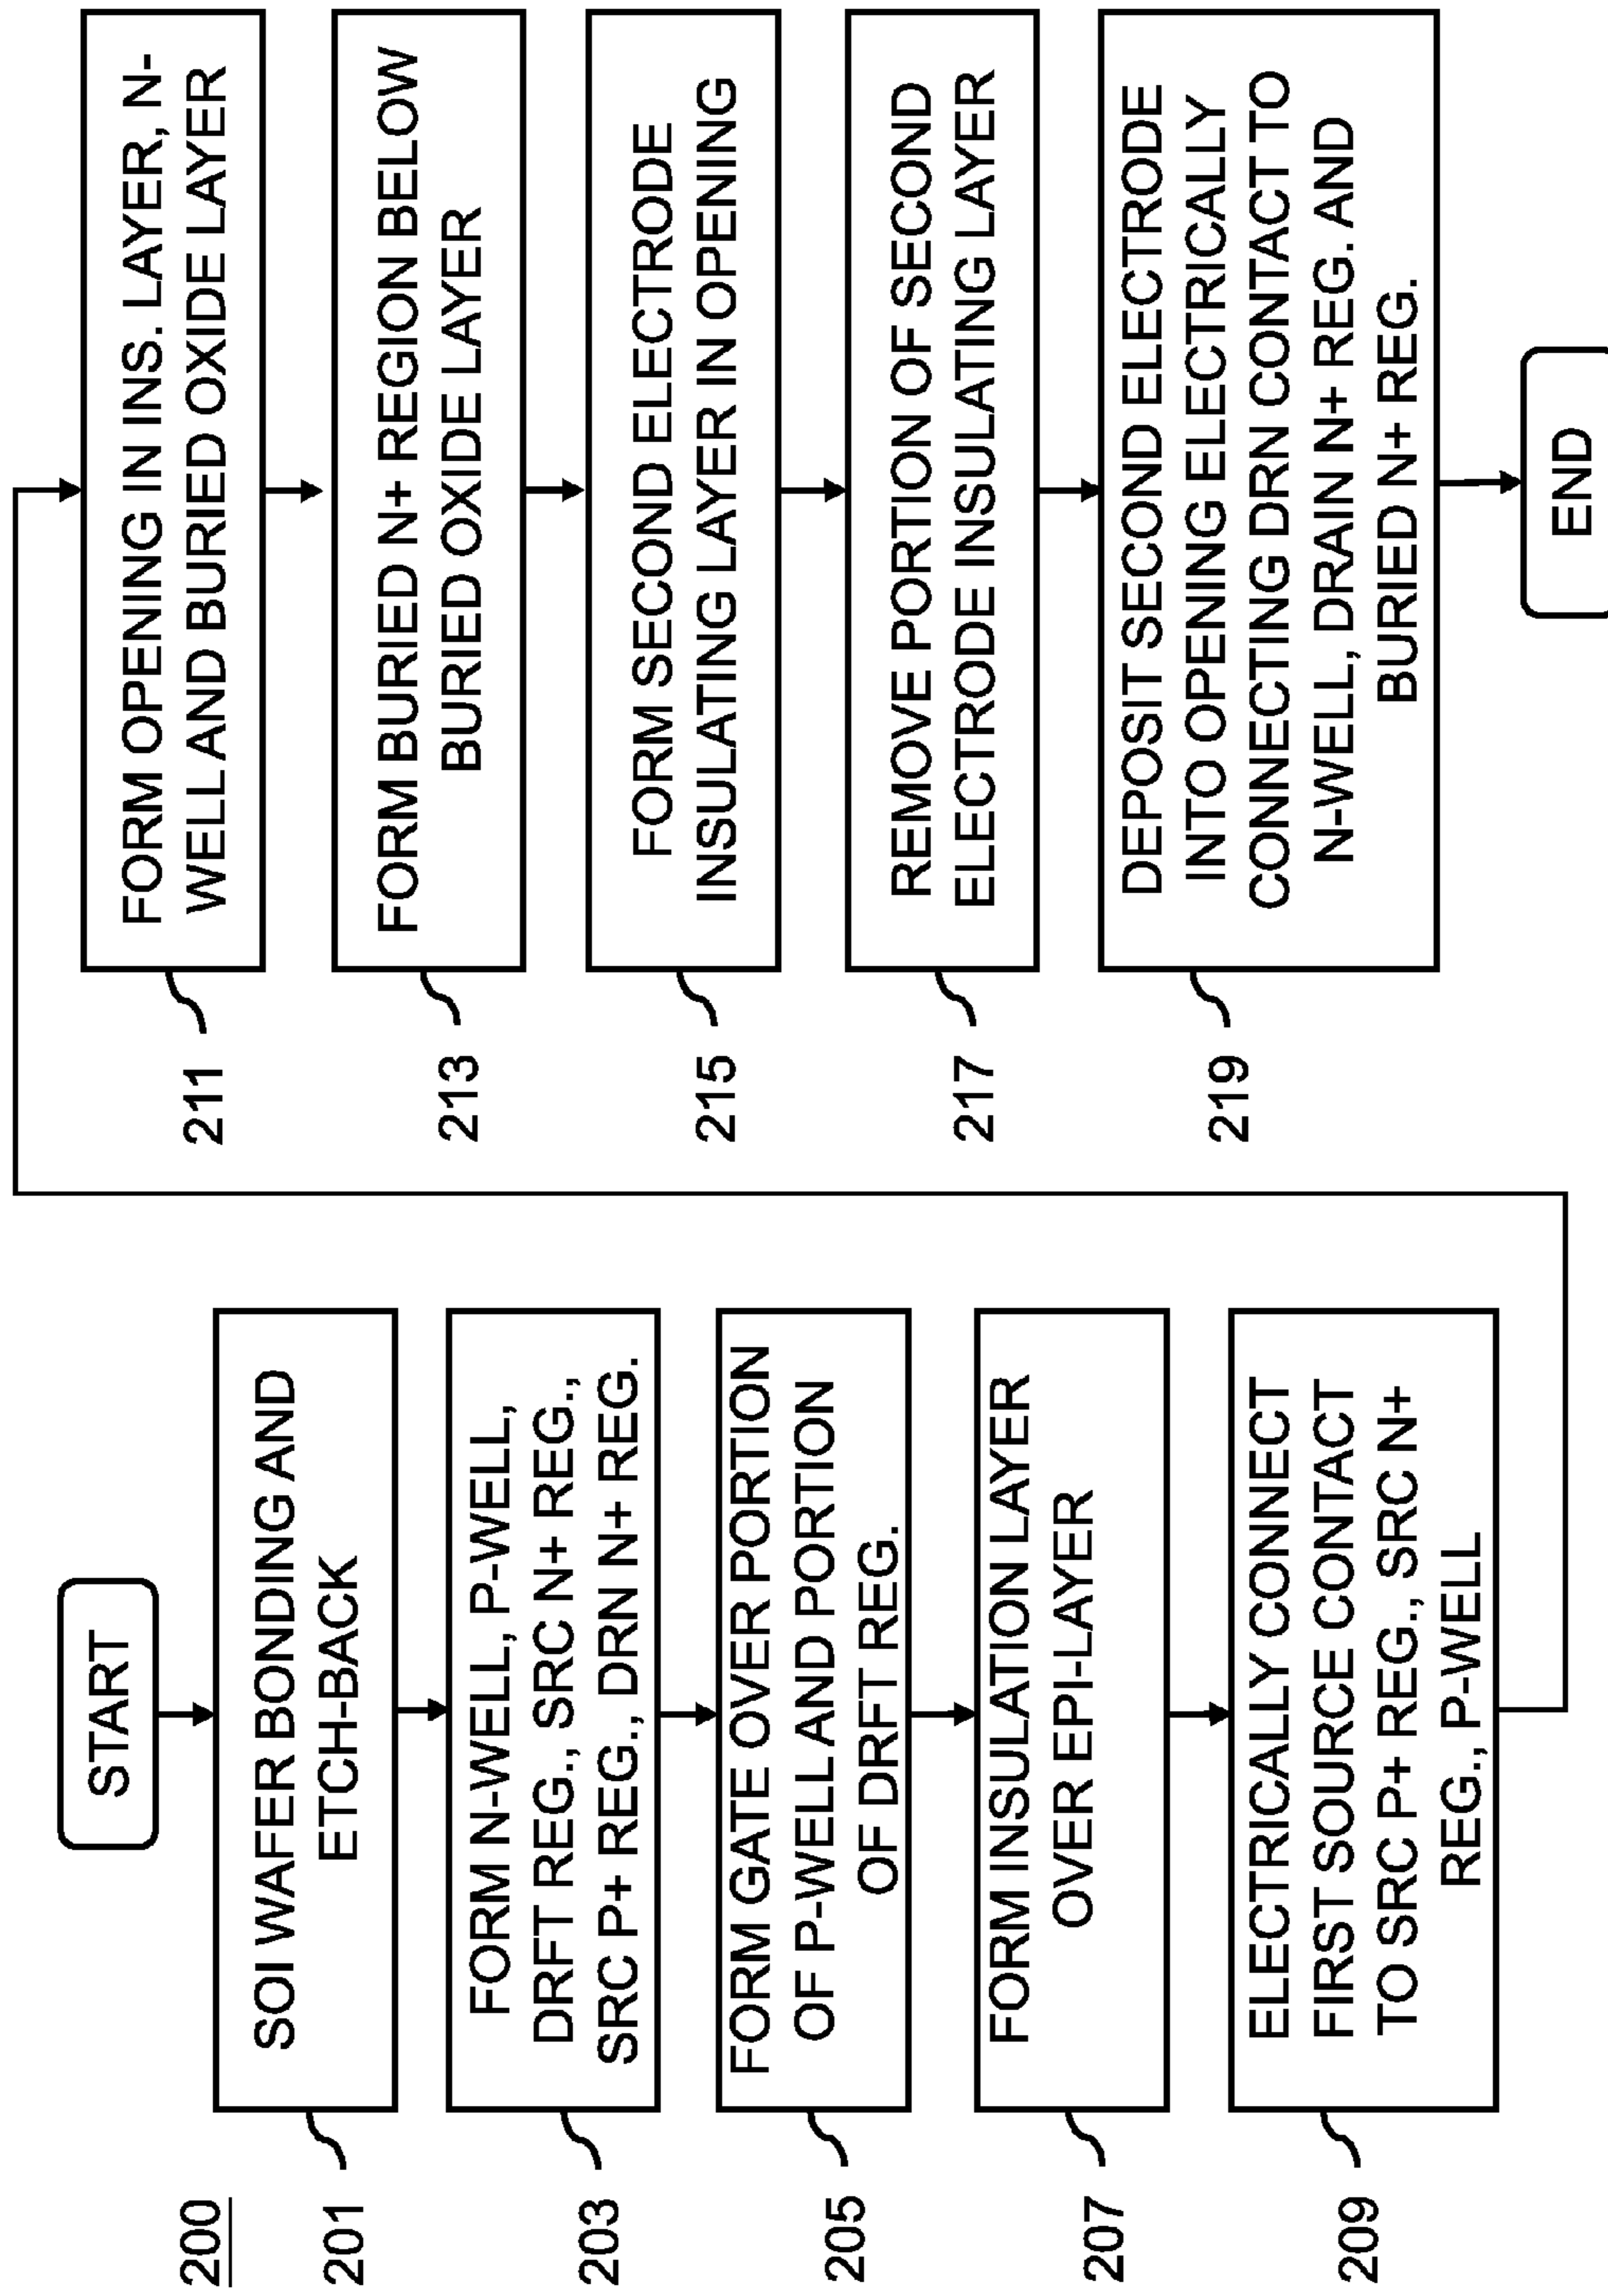 200
START
201
SOI WAFER BONDING AND
ETCH-BACK
203
FORM N-WELL, P-WELL,
DRFT REG., SRC N+ REG.,
SRC P+ REG., DRN N+ REG.
205
FORM GATE OVER PORTION
OF P-WELL AND PORTION
OF DRFT REG.
207
FORM INSULATION LAYER
OVER EPI-LAYER
209
ELECTRICALLY CONNECT
FIRST SOURCE CONTACT
TO SRC P+ REG., SRC N+
REG., P-WELL
211
FORM OPENING IN INS. LAYER, N-
WELL AND BURIED OXIDE LAYER
213
FORM BURIED N+ REGION BELOW
BURIED OXIDE LAYER
215
FORM SECOND ELECTRODE
INSULATING LAYER IN OPENING
217
REMOVE PORTION OF SECOND
ELECTRODE INSULATING LAYER
219
DEPOSIT SECOND ELECTRODE
INTO OPENING ELECTRICALLY
CONNECTING DRN CONTACT TO
N-WELL, DRAIN N+ REG. AND
BURIED N+ REG.
END